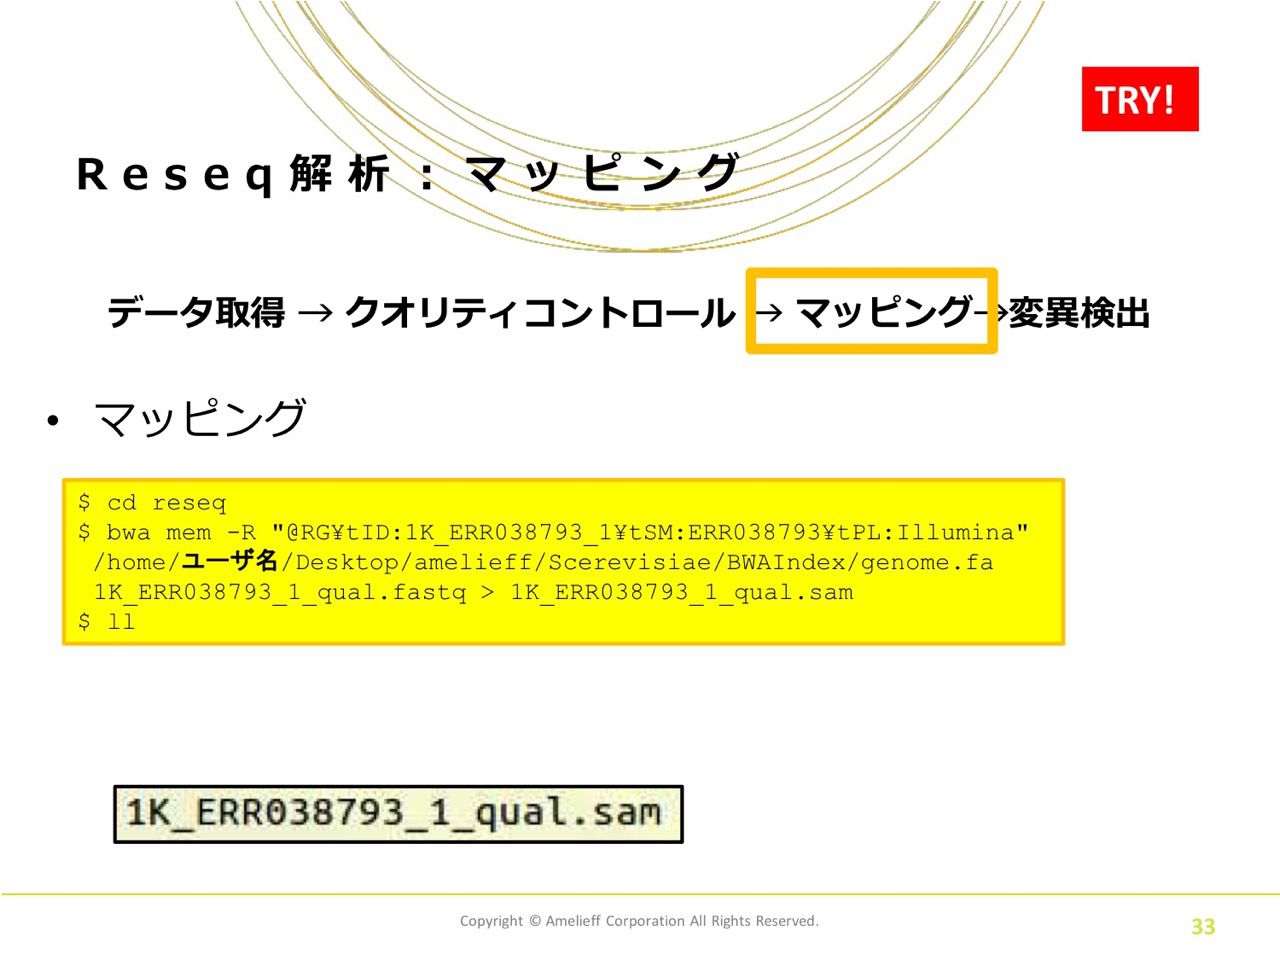 TRY!
Reseq解析：マッピング
データ取得 → クオリティコントロール → マッピング→変異検出
• マッピング
$ cd reseq
$ bwa mem -R "@RG¥tID:1K_ERR038793_1¥tSM:ERR038793¥tPL:Illumina"
/home/ユーザ名/Desktop/amelieff/Scerevisiae/BWAIndex/genome.fa
1K_ERR038793_1_qual.fastq > 1K_ERR038793_1_qual.sam
$ ll
1K_ERR038793_1_qual.sam
Copyright © Amelieff Corporation All Rights Reserved.
33